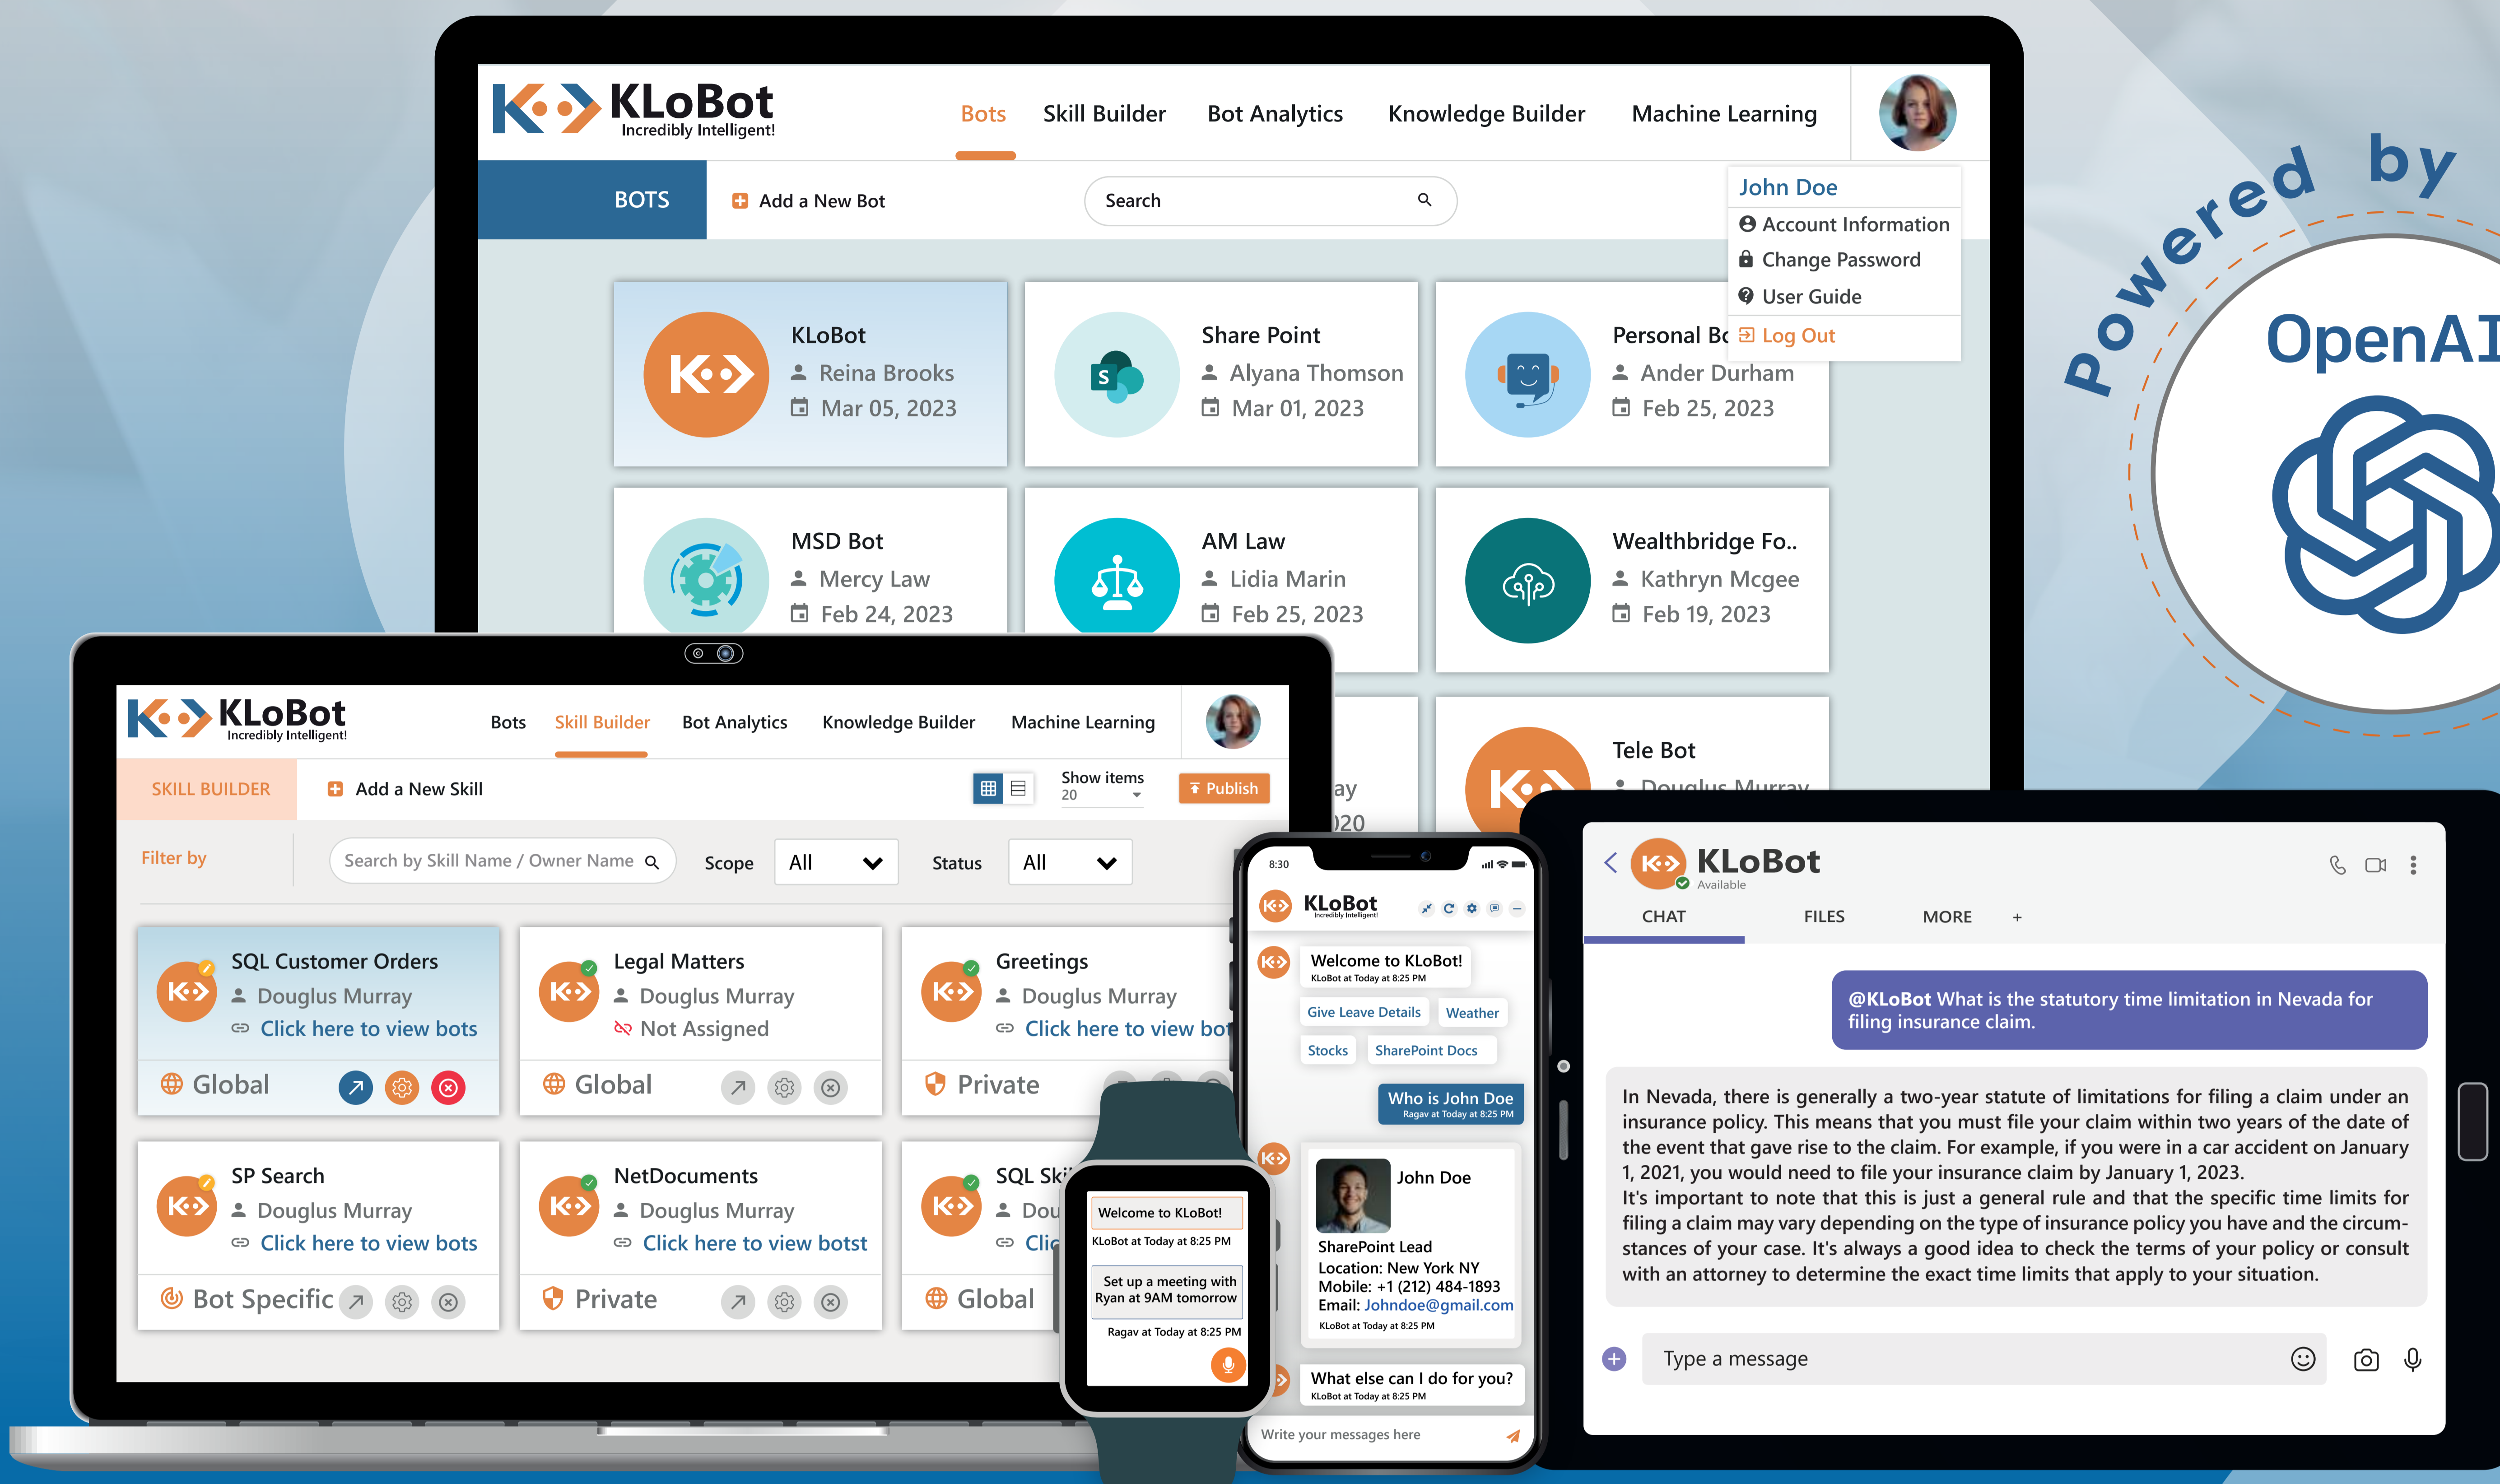 KLoBot
Incredibly Intelligent!
Bots
Skill Builder
Bot Analytics
Knowledge Builder
Machine Learning
BOTS
Add a New Bot
Search
John Doe
Account Information
Change Password
User Guide
Log Out
KLoBot
Reina Brooks
Mar 05, 2023
Share Point
Alyana Thomson
Mar 01, 2023
Personal Bo
Ander Durham
Feb 25, 2023
MSD Bot
Mercy Law
Feb 24, 2023
AM Law
Lidia Marin
Feb 25, 2023
Wealthbridge Fo..
Kathryn Mcgee
Feb 19, 2023
ay
020
Tele Bot
Douglus Murray
Powered by
OpenAI
KLoBot
Incredibly Intelligent!
Bots
Skill Builder
Bot Analytics
Knowledge Builder
Machine Learning
SKILL BUILDER
Add a New Skill
Show items
20
Publish
Filter by
Search by Skill Name / Owner Name
Scope
All
Status
All
SQL Customer Orders
Douglus Murray
Click here to view bots
Global
Legal Matters
Douglus Murray
Not Assigned
Global
Greetings
Douglus Murray
Click here to view bot
Private
SP Search
Douglus Murray
Click here to view bots
Bot Specific
NetDocuments
Douglus Murray
Click here to view botst
Private
SQL Ski
Dou
Clic
Global
Welcome to KLoBot!
KLoBot at Today at 8:25 PM
Set up a meeting with
Ryan at 9AM tomorrow
Ragav at Today at 8:25 PM
8:30
KLoBot
Incredibly Intelligent!
Welcome to KLoBot!
KLoBot at Today at 8:25 PM
Give Leave Details
Weather
Stocks
SharePoint Docs
Who is John Doe
Ragav at Today at 8:25 PM
John Doe
SharePoint Lead
Location: New York NY
Mobile: +1 (212) 484-1893
Email: Johndoe@gmail.com
KLoBot at Today at 8:25 PM
What else can I do for you?
KLoBot at Today at 8:25 PM
Write your messages here
KLoBot
Available
CHAT
FILES
MORE
+
@KLoBot What is the statutory time limitation in Nevada for
filing insurance claim.
In Nevada, there is generally a two-year statute of limitations for filing a claim under an
insurance policy. This means that you must file your claim within two years of the date of
the event that gave rise to the claim. For example, if you were in a car accident on January
1, 2021, you would need to file your insurance claim by January 1, 2023.
It's important to note that this is just a general rule and that the specific time limits for
filing a claim may vary depending on the type of insurance policy you have and the circum-
stances of your case. It's always a good idea to check the terms of your policy or consult
with an attorney to determine the exact time limits that apply to your situation.
Type a message